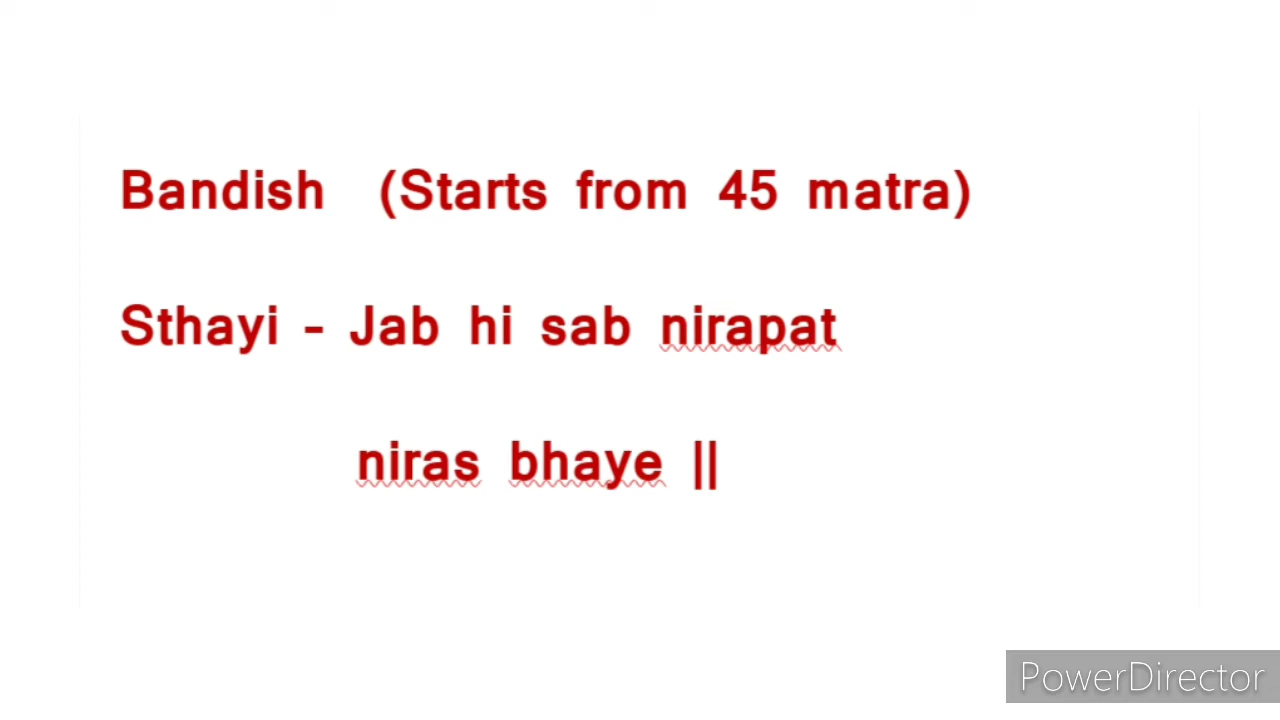 Bandish (Starts from 45 matra)
Sthayi - Jab hi sab nirapat
niras bhaye ||
PowerDirector